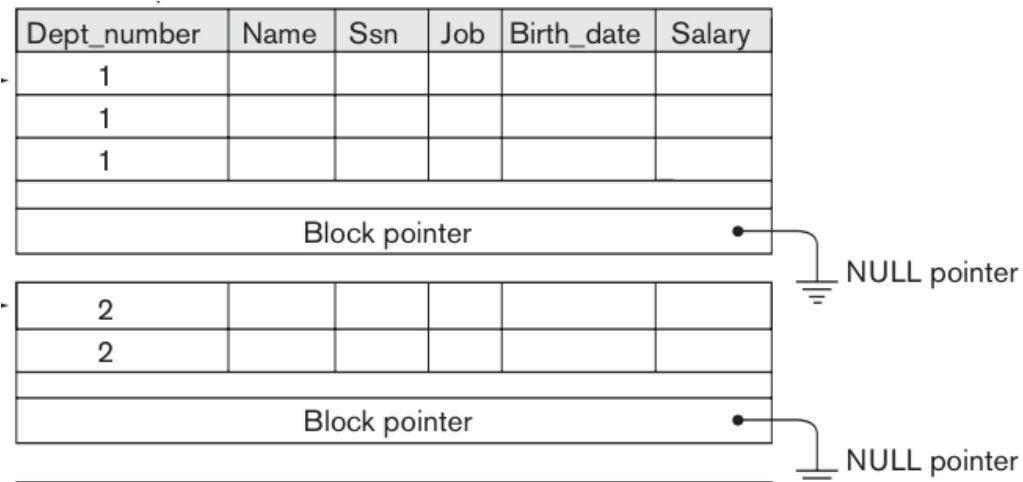 Dept_number Name Ssn Job Birth_date Salary
1
1
1
Block pointer
NULL pointer
2
2
Block pointer
NULL pointer